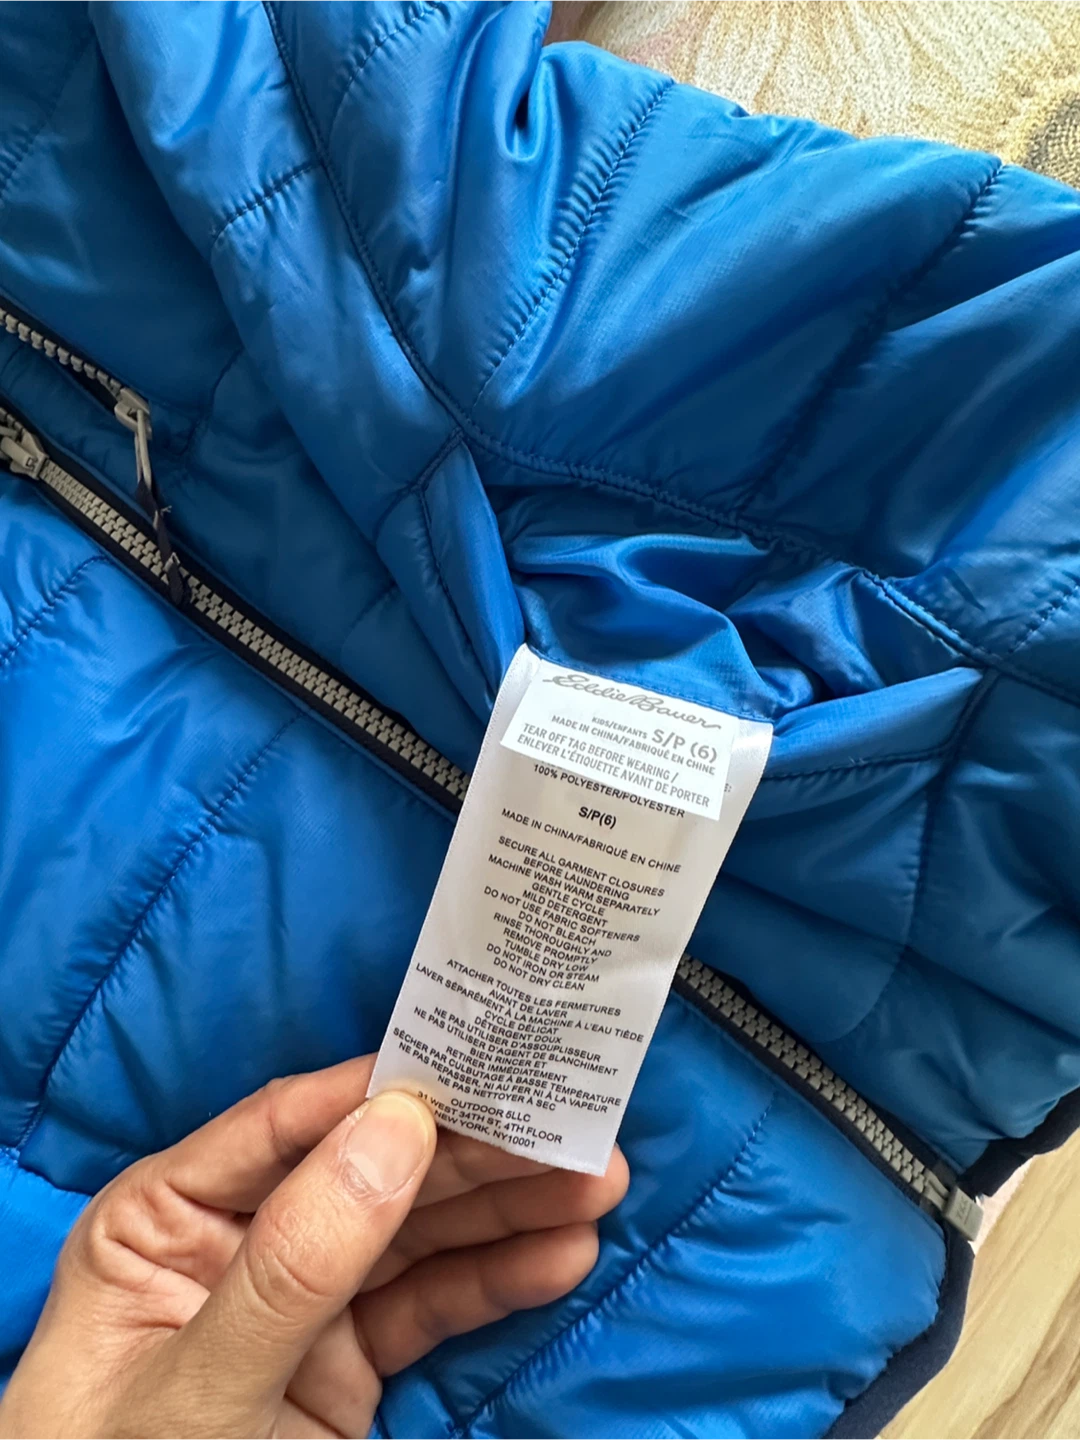 Eddie Bauer
KIDS/ENFANTS S/P (6)
MADE IN CHINA/FABRIQUÉ EN CHINE
TEAR OFF TAG BEFORE WEARING /
ENLEVER L'ÉTIQUETTE AVANT DE PORTER
100% POLYESTER/POLYESTER
S/P(6)
MADE IN CHINA/FABRIQUÉ EN CHINE
SECURE ALL GARMENT CLOSURES
BEFORE LAUNDERING
MACHINE WASH WARM SEPARATELY
GENTLE CYCLE
MILD DETERGENT
DO NOT USE FABRIC SOFTENERS
DO NOT BLEACH
RINSE THOROUGHLY AND
REMOVE PROMPTLY
TUMBLE DRY LOW
DO NOT IRON OR STEAM
DO NOT DRY CLEAN
ATTACHER TOUTES LES FERMETURES
AVANT DE LAVER
LAVER SÉPARÉMENT À LA MACHINE À L'EAU TIÈDE
CYCLE DÉLICAT
DÉTERGENT DOUX
NE PAS UTILISER D'ASSOUPLISSEUR
NE PAS UTILISER D'AGENT DE BLANCHIMENT
BIEN RINCER ET
RETIRER IMMÉDIATEMENT
SÉCHER PAR CULBUTAGE À BASSE TEMPÉRATURE
NE PAS REPASSER, NI AU FER NI À LA VAPEUR
NE PAS NETTOYER À SEC
OUTDOOR 5LLC
31 WEST 34TH ST, 4TH FLOOR
NEW YORK, NY10001